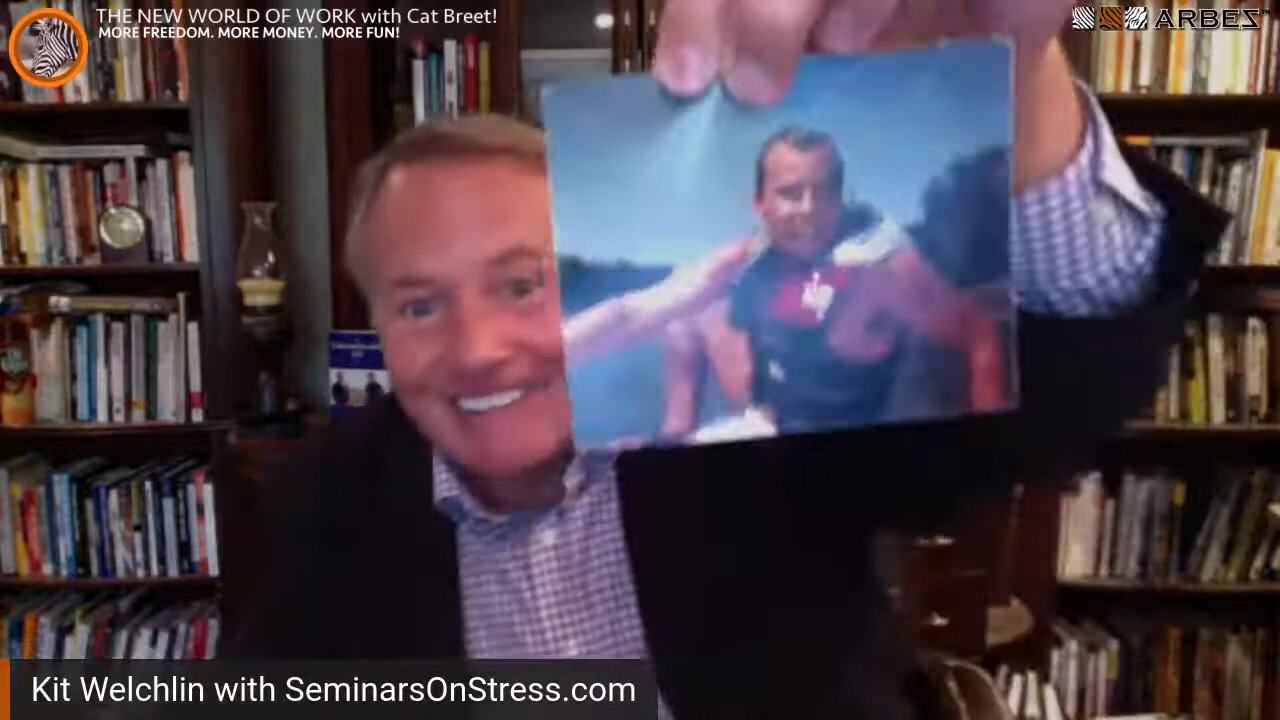 THE NEW WORLD OF WORK with Cat Breet!
MORE FREEDOM. MORE MONEY. MORE FUN!
ARBEZ™
Kit Welchlin with SeminarsOnStress.com